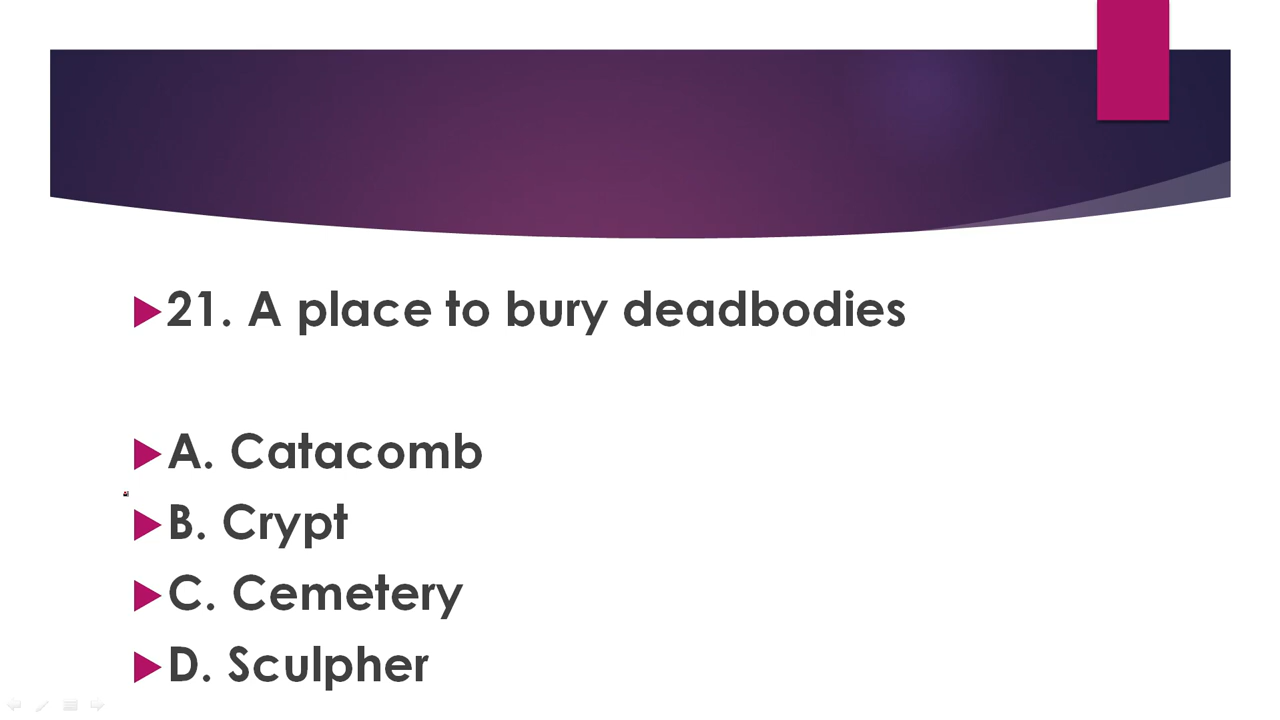 21. A place to bury deadbodies
A. Catacomb
B. Crypt
C. Cemetery
D. Sculpher